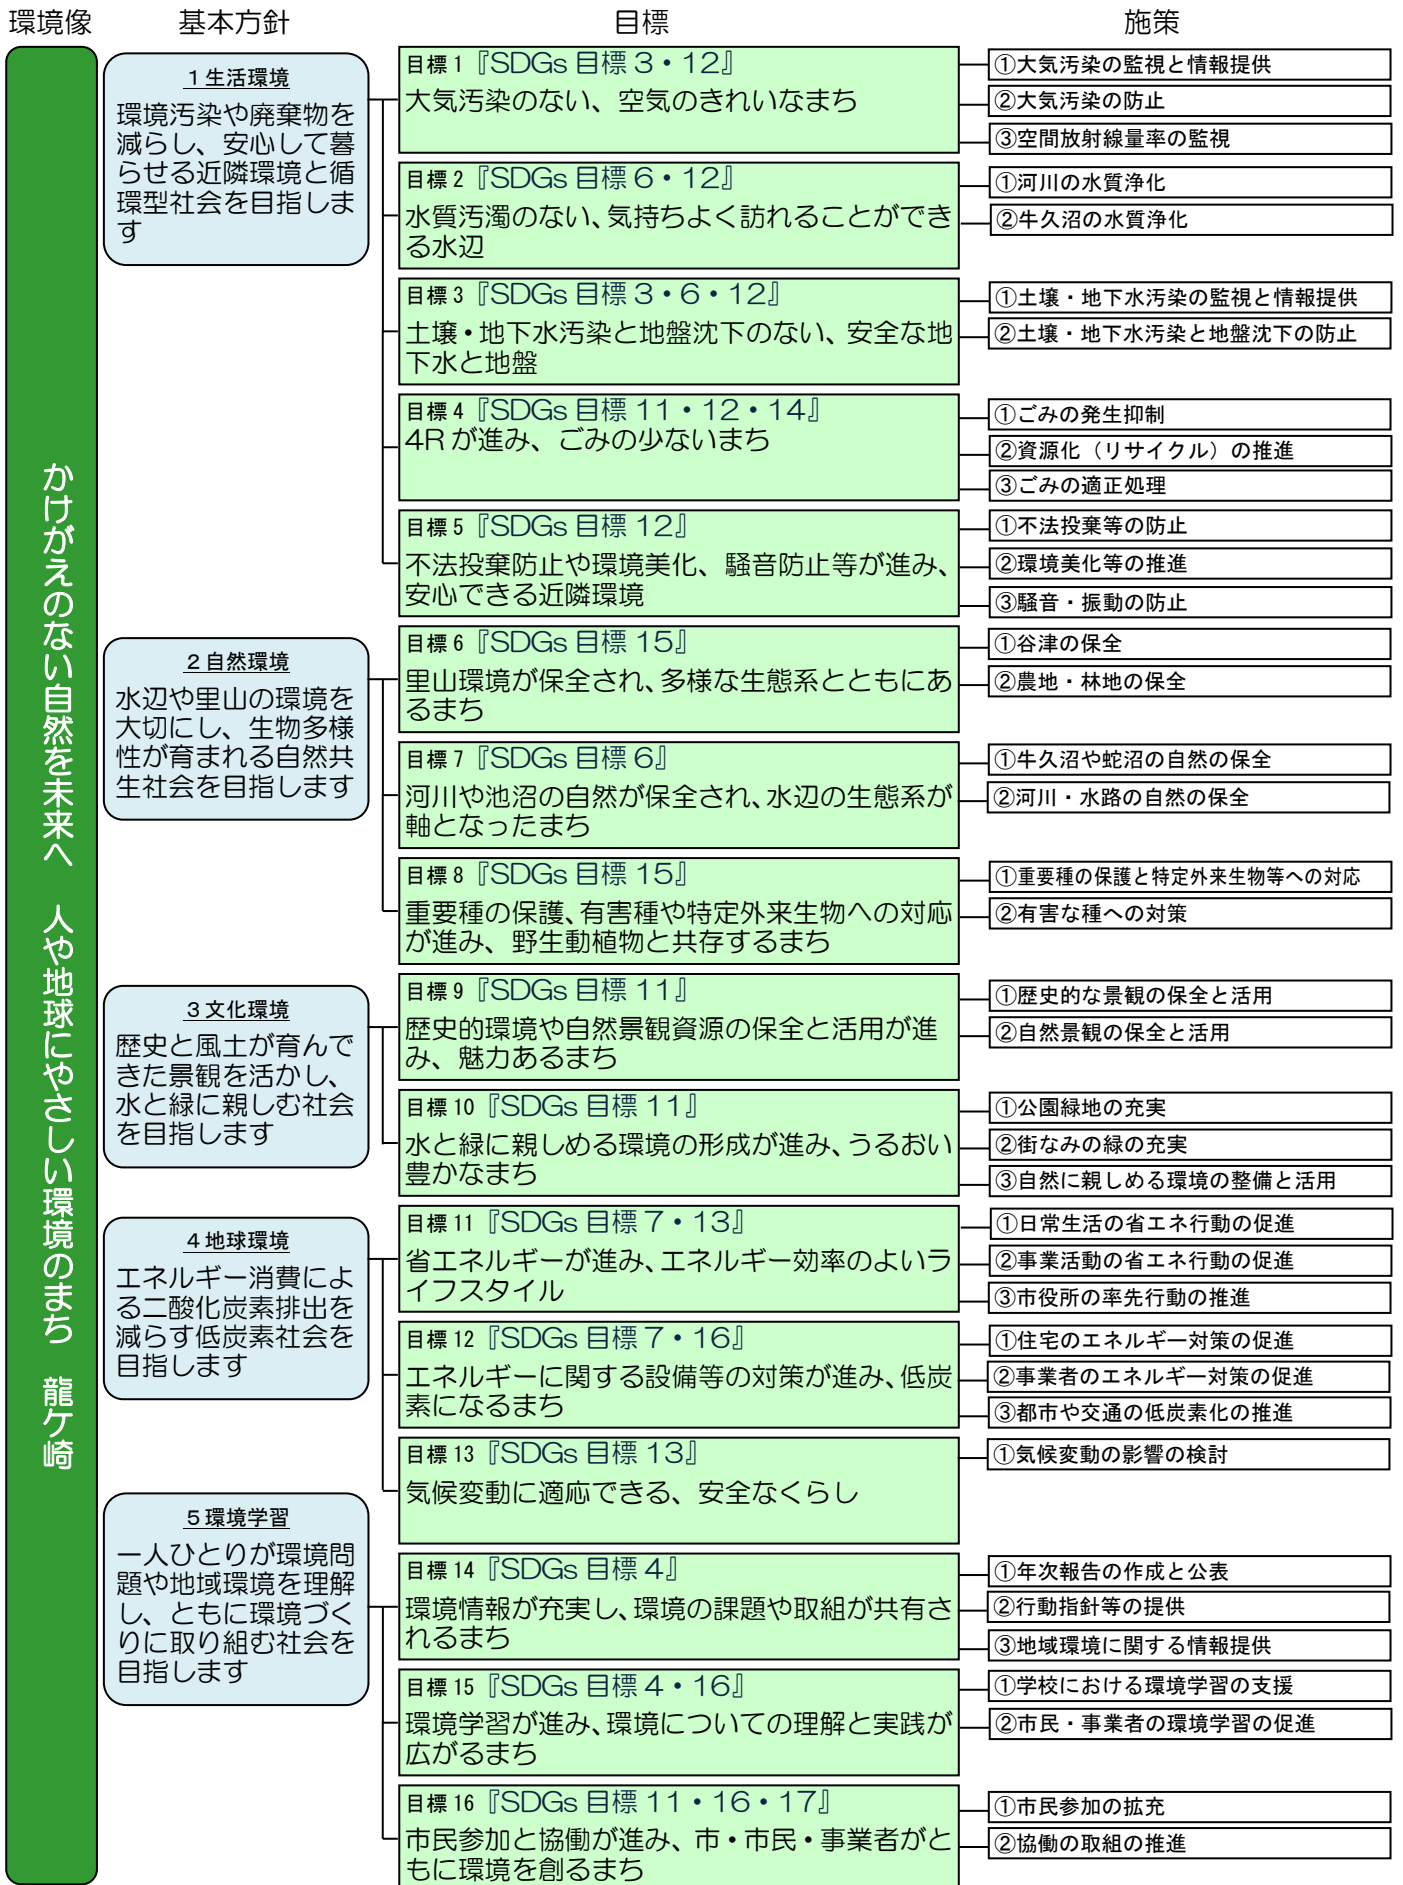 環境像 基本方針 目標 施策
かけがえのない自然を未来へ 人や地球にやさしい環境のまち 龍ケ崎
1生活環境
環境汚染や廃棄物を
減らし、安心して暮
らせる近隣環境と循
環型社会を目指しま
す
目標1『SDGs 目標 3・12』
大気汚染のない、空気のきれいなまち
①大気汚染の監視と情報提供
②大気汚染の防止
③空間放射線量率の監視
目標2『SDGs 目標 6・12』
水質汚濁のない、気持ちよく訪れることができ
る水辺
①河川の水質浄化
②牛久沼の水質浄化
目標3『SDGs 目標 3・6・12』
土壌・地下水汚染と地盤沈下のない、安全な地
下水と地盤
①土壌・地下水汚染の監視と情報提供
②土壌・地下水汚染と地盤沈下の防止
目標4『SDGs 目標 11・12・14』
4R が進み、ごみの少ないまち
①ごみの発生抑制
②資源化（リサイクル）の推進
③ごみの適正処理
目標5『SDGs 目標 12』
不法投棄防止や環境美化、騒音防止等が進み、
安心できる近隣環境
①不法投棄等の防止
②環境美化等の推進
③騒音・振動の防止
2自然環境
水辺や里山の環境を
大切にし、生物多様
性が育まれる自然共
生社会を目指します
目標6『SDGs 目標 15』
里山環境が保全され、多様な生態系とともにあ
るまち
①谷津の保全
②農地・林地の保全
目標7『SDGs 目標 6』
河川や池沼の自然が保全され、水辺の生態系が
軸となったまち
①牛久沼や蛇沼の自然の保全
②河川・水路の自然の保全
目標8『SDGs 目標 15』
重要種の保護、有害種や特定外来生物への対応
が進み、野生動植物と共存するまち
①重要種の保護と特定外来生物等への対応
②有害な種への対策
3文化環境
歴史と風土が育んで
きた景観を活かし、
水と緑に親しむ社会
を目指します
目標9『SDGs 目標 11』
歴史的環境や自然景観資源の保全と活用が進
み、魅力あるまち
①歴史的な景観の保全と活用
②自然景観の保全と活用
目標10『SDGs 目標 11』
水と緑に親しめる環境の形成が進み、うるおい
豊かなまち
①公園緑地の充実
②街なみの緑の充実
③自然に親しめる環境の整備と活用
4地球環境
エネルギー消費によ
る二酸化炭素排出を
減らす低炭素社会を
目指します
目標11『SDGs 目標 7・13』
省エネルギーが進み、エネルギー効率のよいラ
イフスタイル
①日常生活の省エネ行動の促進
②事業活動の省エネ行動の促進
③市役所の率先行動の推進
目標12『SDGs 目標 7・16』
エネルギーに関する設備等の対策が進み、低炭
素になるまち
①住宅のエネルギー対策の促進
②事業者のエネルギー対策の促進
③都市や交通の低炭素化の推進
目標13『SDGs 目標 13』
気候変動に適応できる、安全なくらし
①気候変動の影響の検討
5環境学習
一人ひとりが環境問
題や地域環境を理解
し、ともに環境づく
りに取り組む社会を
目指します
目標14『SDGs 目標 4』
環境情報が充実し、環境の課題や取組が共有さ
れるまち
①年次報告の作成と公表
②行動指針等の提供
③地域環境に関する情報提供
目標15『SDGs 目標 4・16』
環境学習が進み、環境についての理解と実践が
広がるまち
①学校における環境学習の支援
②市民・事業者の環境学習の促進
目標16『SDGs 目標 11・16・17』
市民参加と協働が進み、市・市民・事業者がと
もに環境を創るまち
①市民参加の拡充
②協働の取組の推進